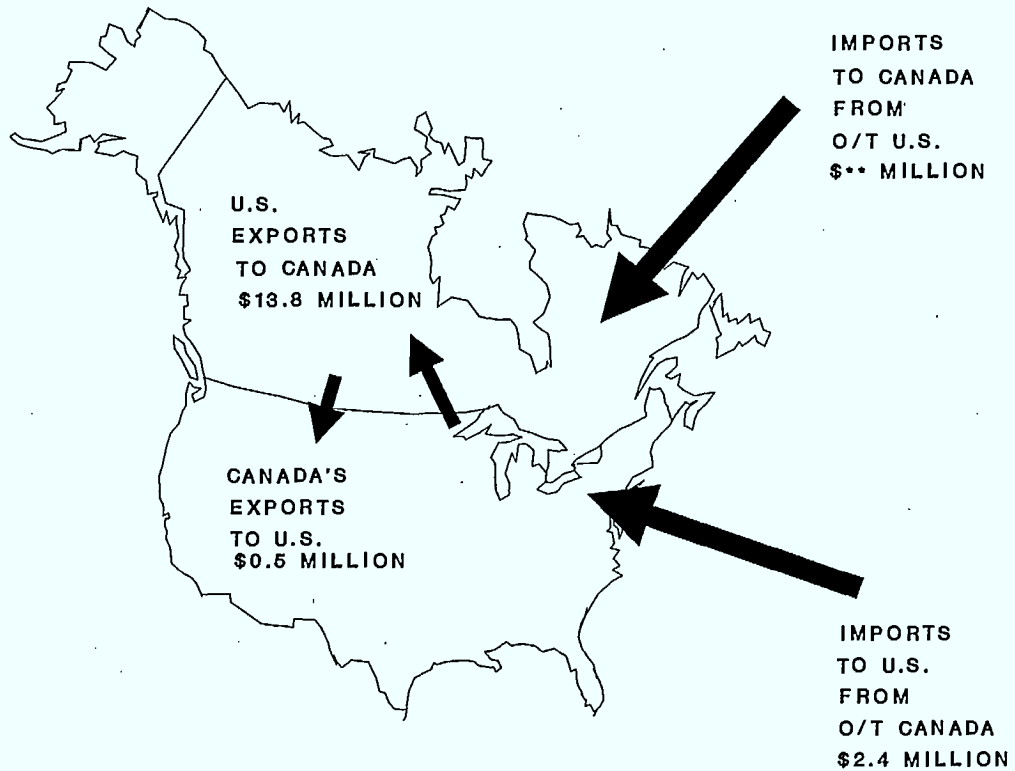 IMPORTS
TO CANADA
FROM
O/T U.S.
$** MILLION
U.S.
EXPORTS
TO CANADA
$13.8 MILLION
CANADA'S
EXPORTS
TO U.S.
$0.5 MILLION
IMPORTS
TO U.S.
FROM
O/T CANADA
$2.4 MILLION